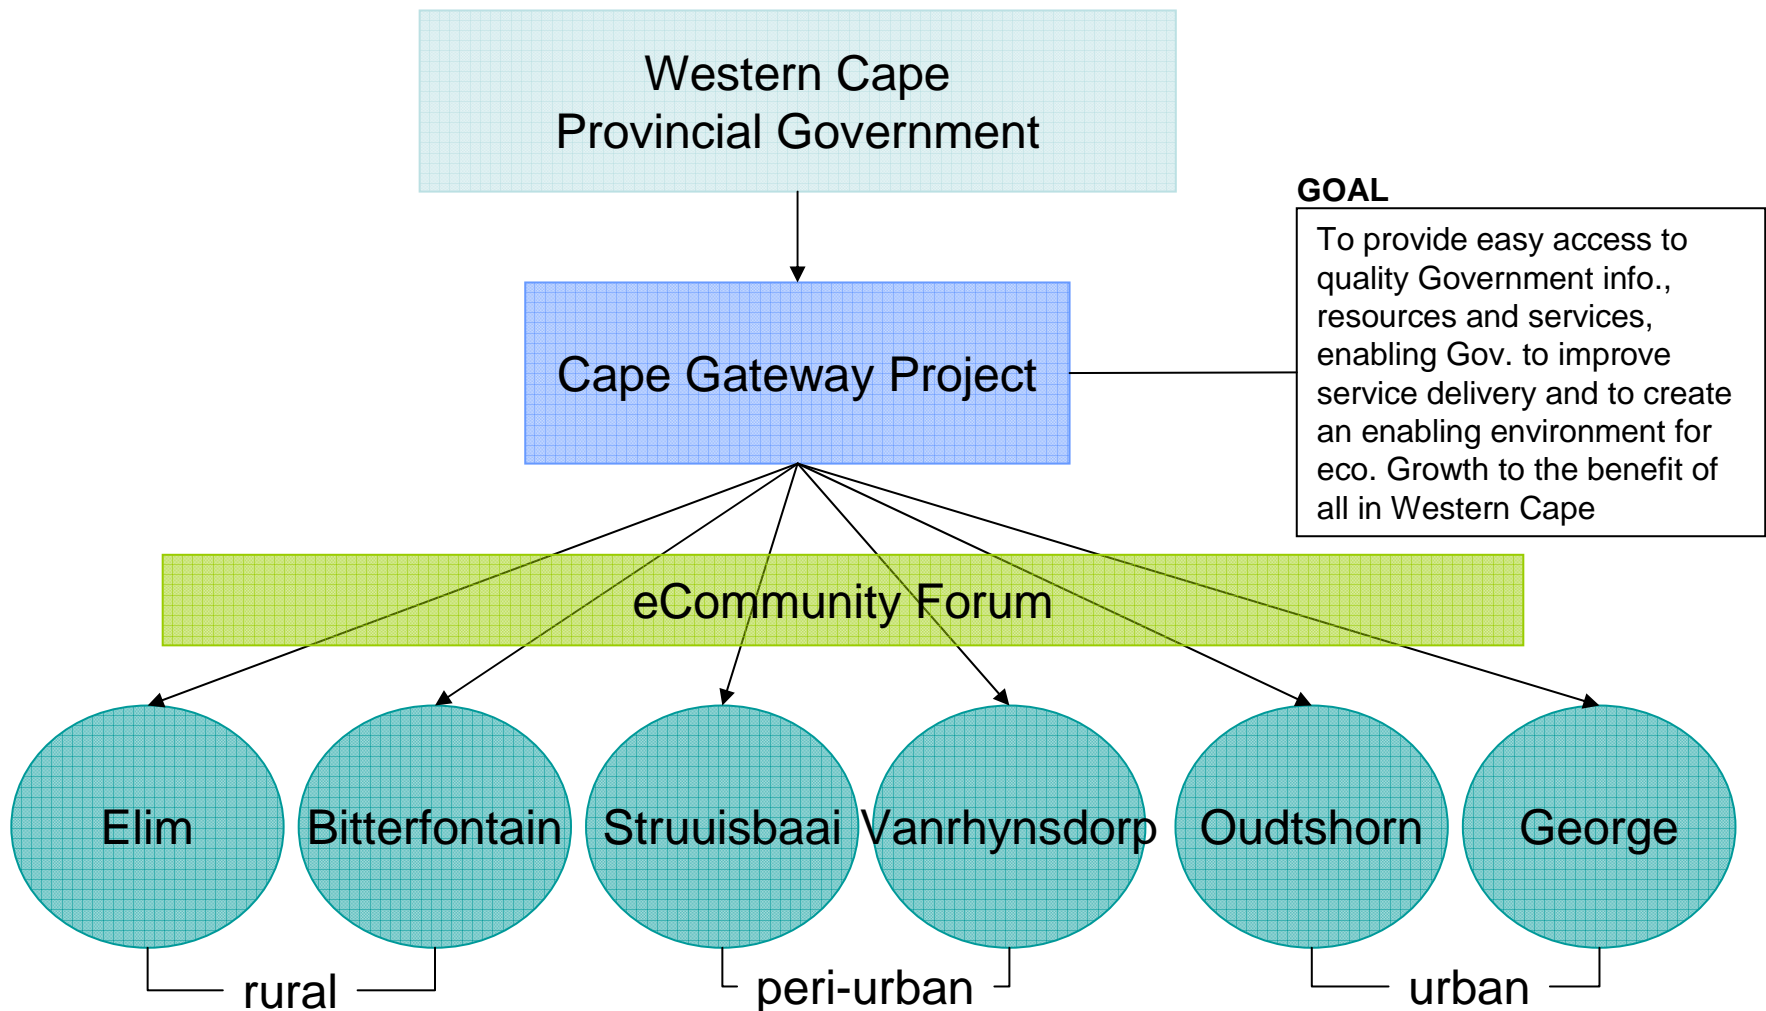 Western Cape
Provincial Government
GOAL
To provide easy access to
quality Government info.,
resources and services,
enabling Gov. to improve
service delivery and to create
an enabling environment for
eco. Growth to the benefit of
all in Western Cape
Cape Gateway Project
eCommunity Forum
Elim
Bitterfontain
Struuisbaai
Vanrhynsdorp
Oudtshorn
George
rural
peri-urban
urban